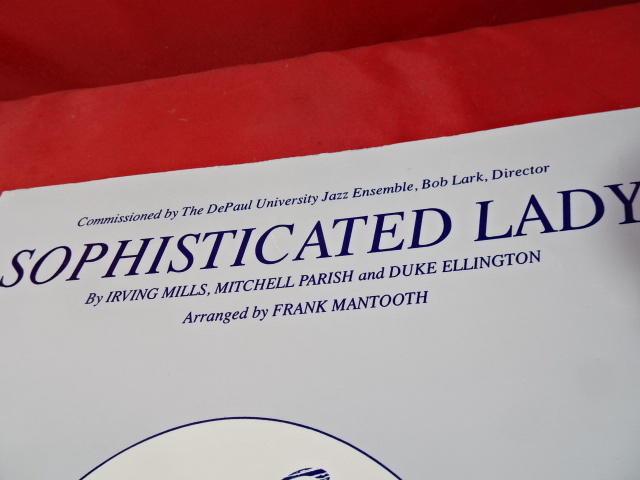 Commissioned by The DePaul University Jazz Ensemble, Bob Lark, Director
SOPHISTICATED LADY
By IRVING MILLS, MITCHELL PARISH and DUKE ELLINGTON
Arranged by FRANK MANTOOTH